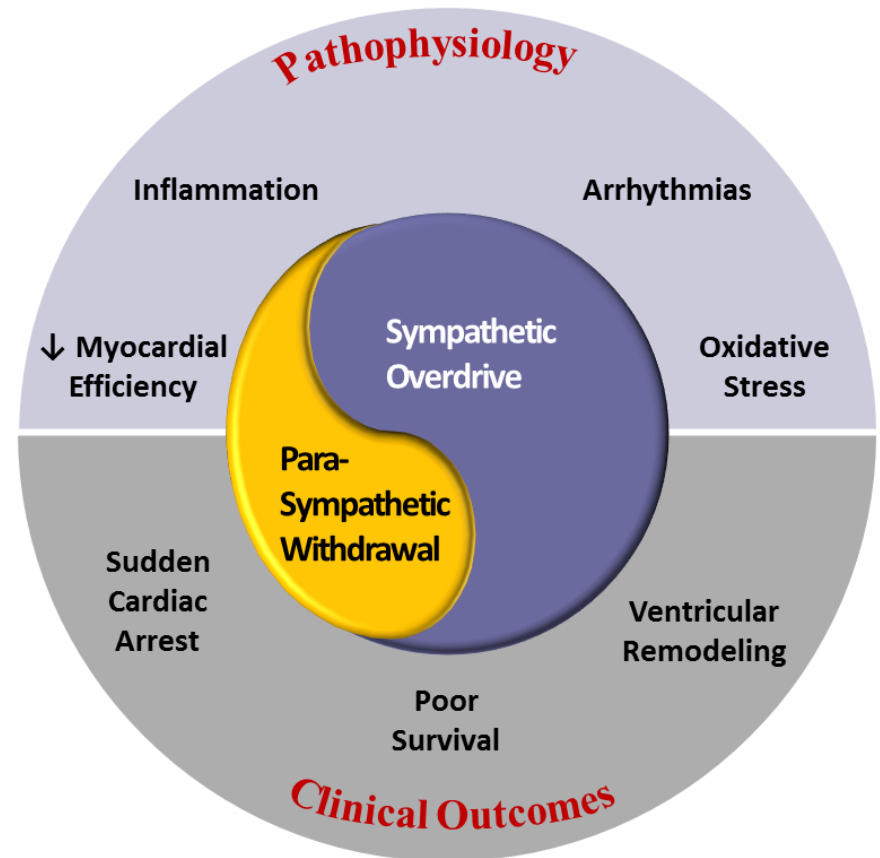 Pathophysiology
Inflammation
Arrhythmias
↓ Myocardial
Efficiency
Oxidative
Stress
Sympathetic
Overdrive
Para-
Sympathetic
Withdrawal
Sudden
Cardiac
Arrest
Ventricular
Remodeling
Poor
Survival
Clinical Outcomes